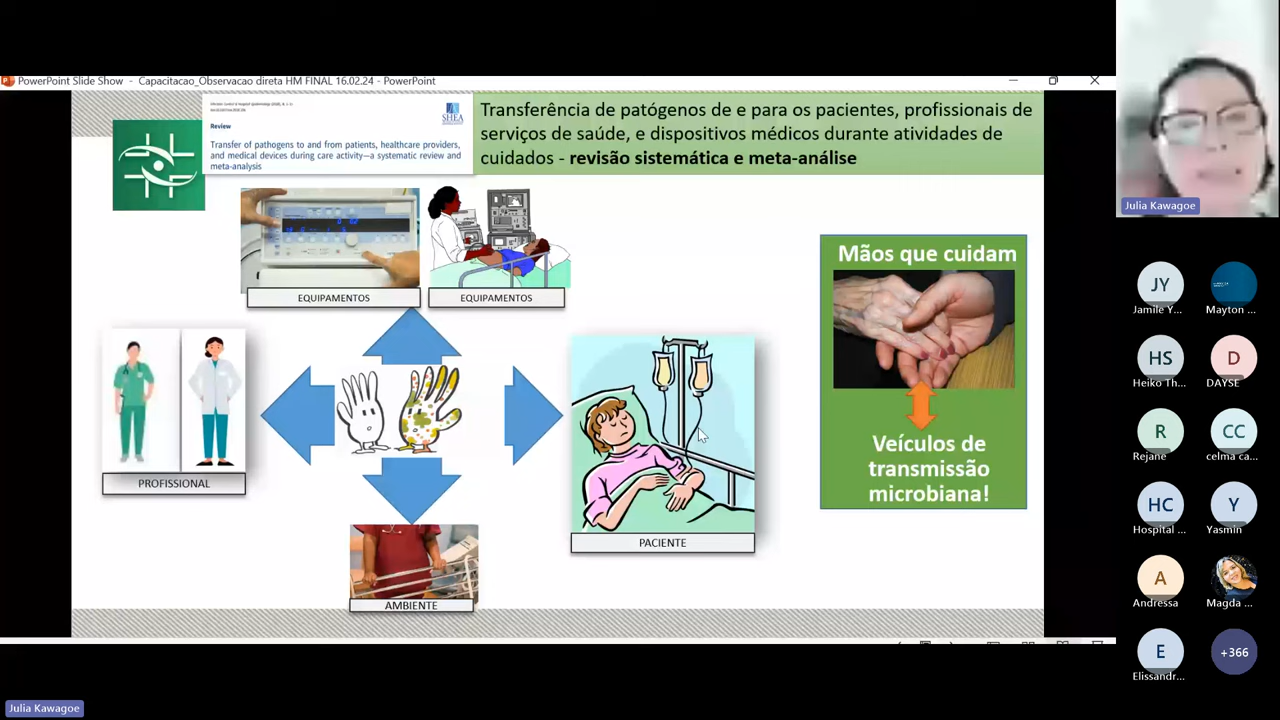 PowerPoint Slide Show - Capacitacao_Observacao direta HM FINAL 16.02.24 - PowerPoint
Review
Transfer of pathogens to and from patients, healthcare providers,
and medical devices during care activity—a systematic review and
meta-analysis
SHEA
Transferência de patógenos de e para os pacientes, profissionais de
serviços de saúde, e dispositivos médicos durante atividades de
cuidados - revisão sistemática e meta-análise
EQUIPAMENTOS
EQUIPAMENTOS
PROFISSIONAL
PACIENTE
AMBIENTE
Mãos que cuidam
Veículos de
transmissão
microbiana!
Julia Kawagoe
JY
Jamile Y...
Mayton ...
HS
Heiko Th...
D
DAYSE
R
Rejane
CC
celma ca...
HC
Hospital ...
Y
Yasmin
A
Andressa
Magda ...
E
Elissandr...
+366
Julia Kawagoe